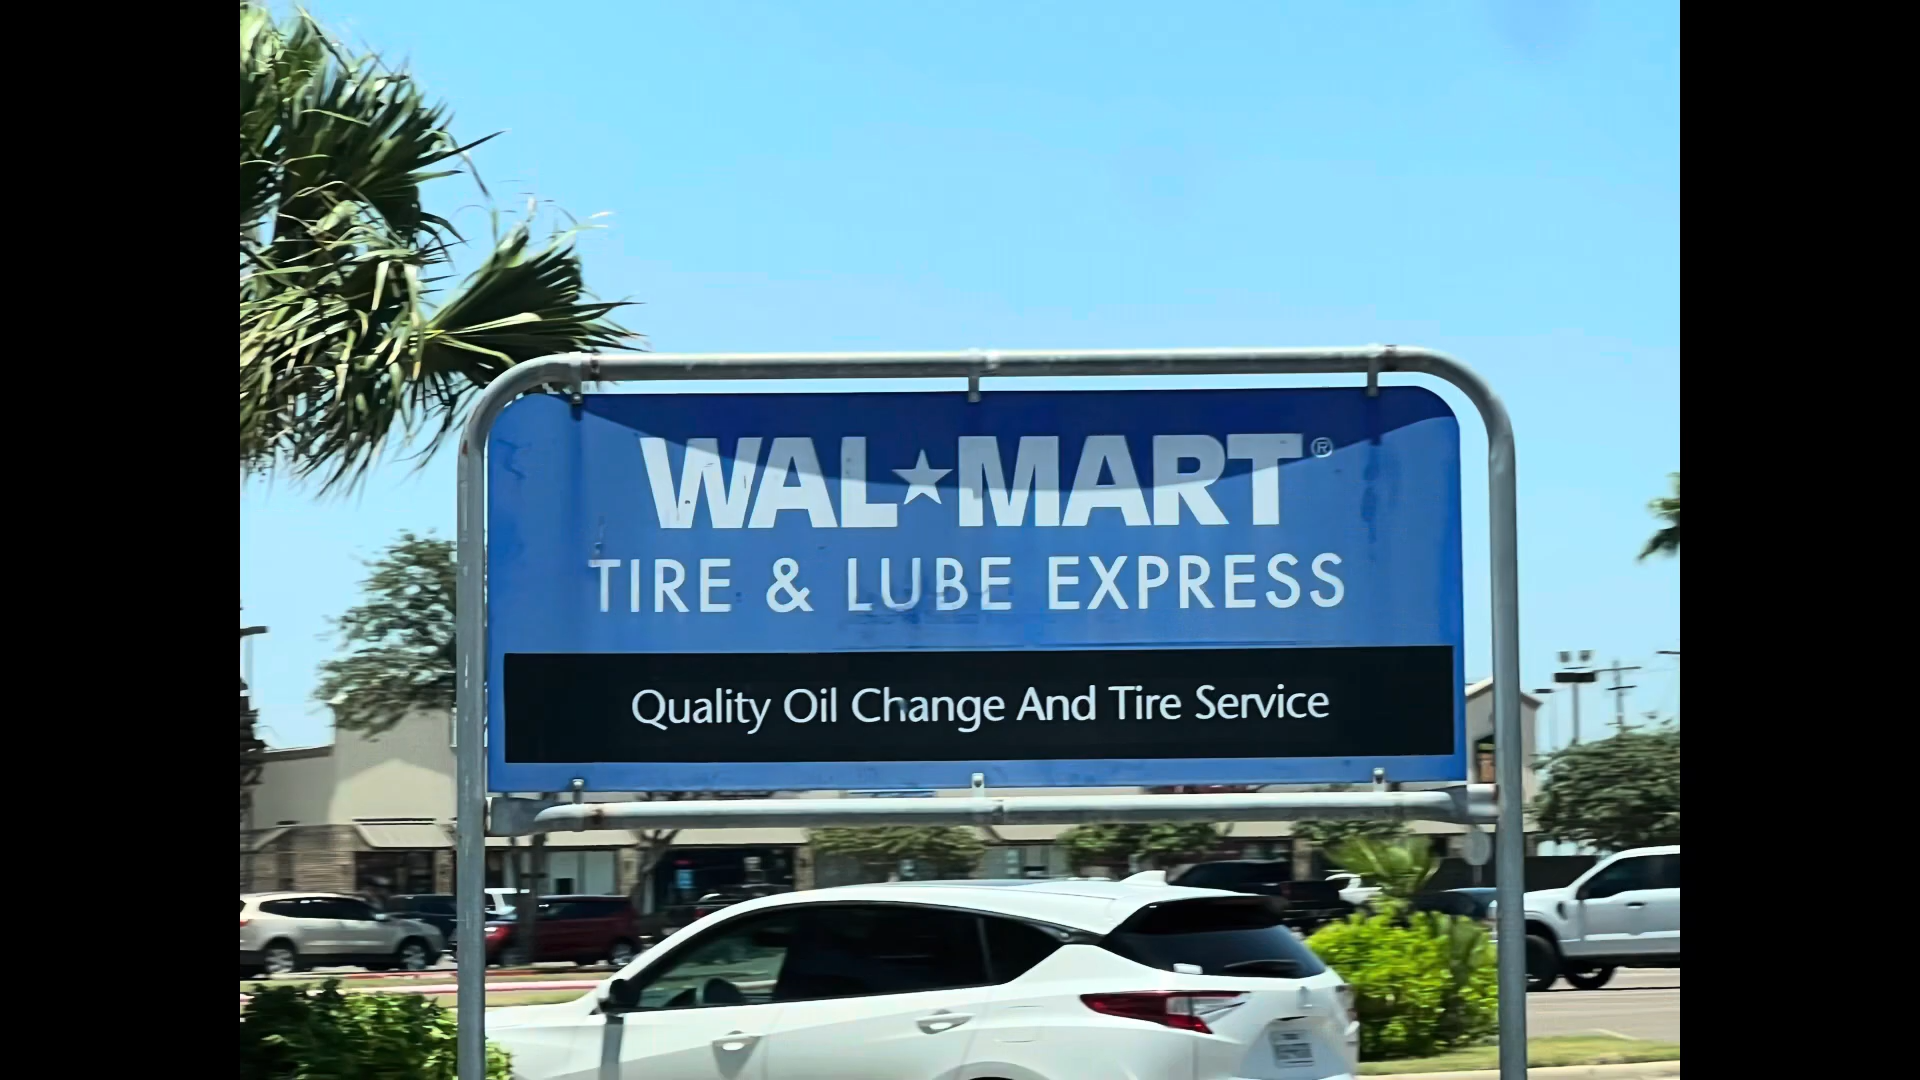 WAL★MART®
TIRE & LUBE EXPRESS
Quality Oil Change And Tire Service